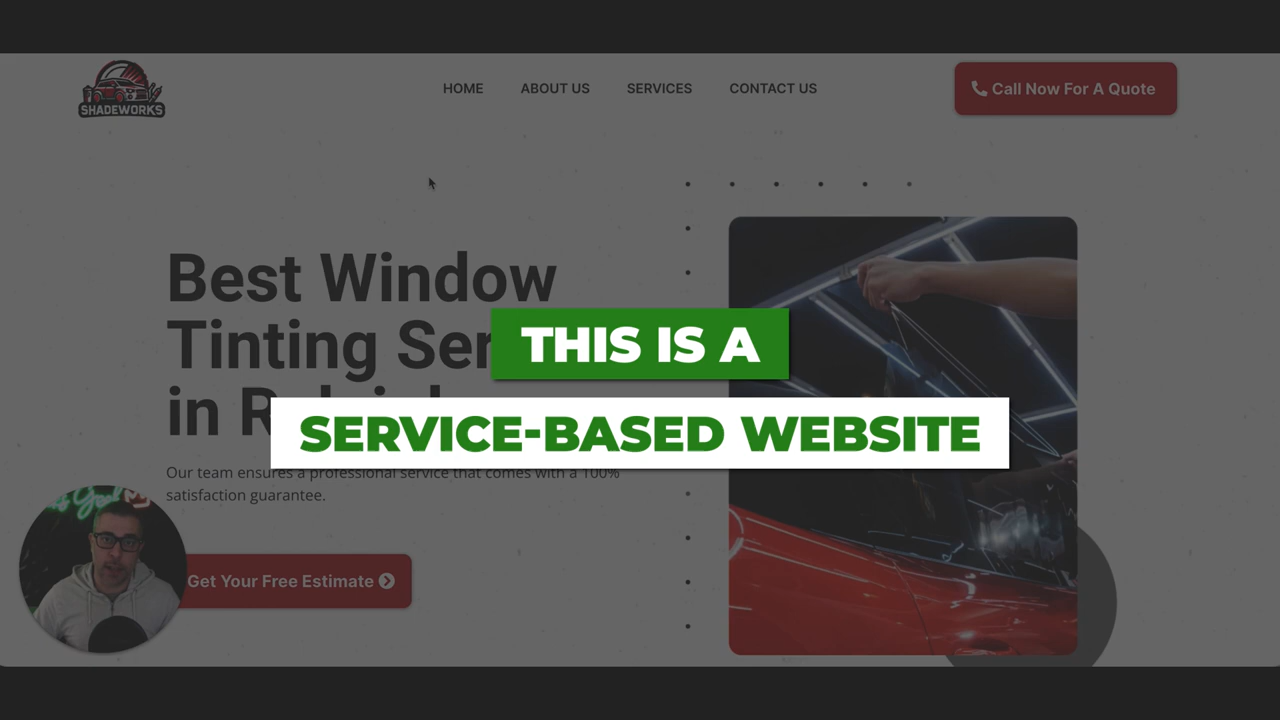 SHADEWORKS
HOME ABOUT US SERVICES CONTACT US
Call Now For A Quote
Best Window
Tinting Ser
in R
THIS IS A
SERVICE-BASED WEBSITE
Our team ensures a professional service that comes with a 100%
satisfaction guarantee.
Get Your Free Estimate